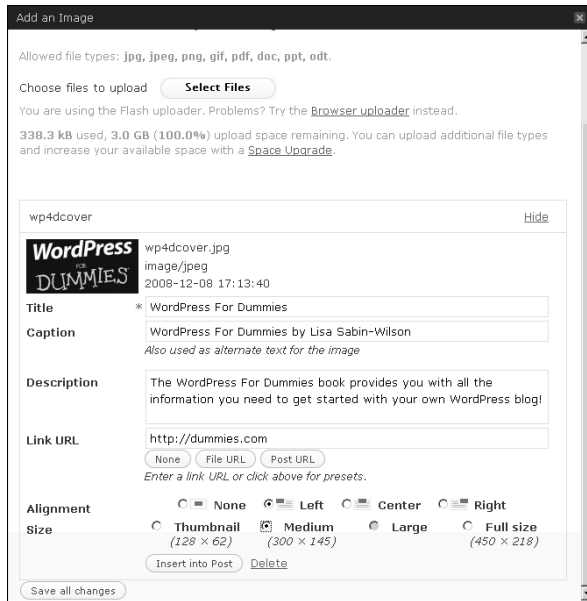 Add an Image
Allowed file types: jpg, jpeg, png, gif, pdf, doc, ppt, odt.
Choose files to upload Select Files
You are using the Flash uploader. Problems? Try the Browser uploader instead.
338.3 kB used, 3.0 GB (100.0%) upload space remaining. You can upload additional file types
and increase your available space with a Space Upgrade.
wp4dcover Hide
WordPress
FOR
DUMMIES
wp4dcover.jpg
image/jpeg
2008-12-08 17:13:40
Title * WordPress For Dummies
Caption WordPress For Dummies by Lisa Sabin-Wilson
Also used as alternate text for the image
Description The WordPress For Dummies book provides you with all the
information you need to get started with your own WordPress blog!
Link URL http://dummies.com
None File URL Post URL
Enter a link URL or click above for presets.
Alignment None Left Center Right
Size Thumbnail Medium Large Full size
(128 × 62) (300 × 145) (450 × 218)
Insert into Post Delete
Save all changes